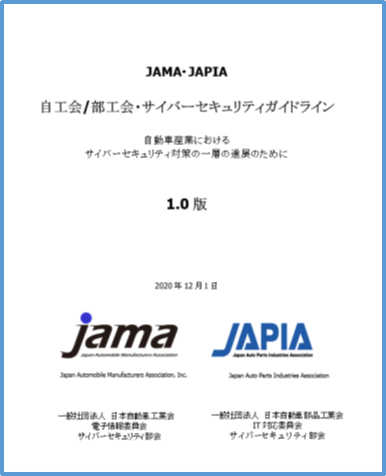 JAMA・JAPIA
自工会/部工会・サイバーセキュリティガイドライン
自動車産業における
サイバーセキュリティ対策の一層の進展のために
1.0 版
2020 年 12 月 1 日
jama
Japan Automobile Manufacturers Association
JAPIA
Japan Auto Parts Industries Association
Japan Automobile Manufacturers Association, Inc.
Japan Auto Parts Industries Association
一般社団法人 日本自動車工業会
電子情報委員会
サイバーセキュリティ部会
一般社団法人 日本自動車部品工業会
IT 対応委員会
サイバーセキュリティ部会